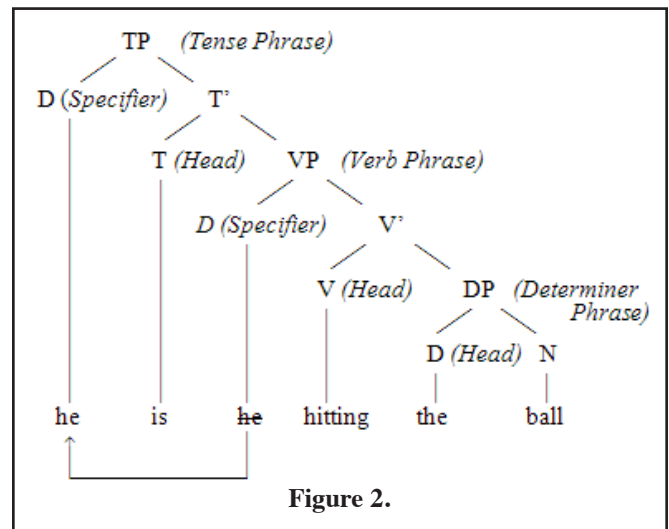 TP (Tense Phrase)
D (Specifier) T’
T (Head) VP (Verb Phrase)
D (Specifier) V’
V (Head) DP (Determiner
Phrase)
D (Head) N
he is he hitting the ball
Figure 2.